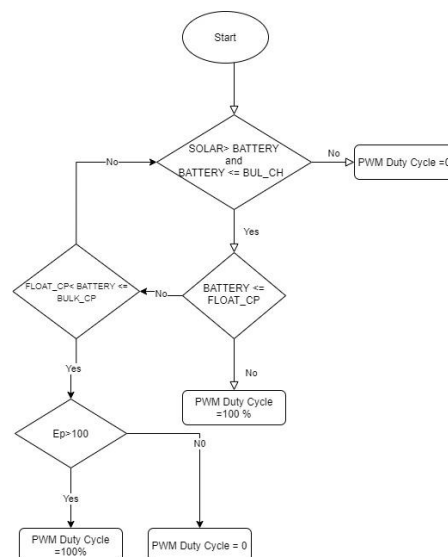 Start
SOLAR> BATTERY
and
BATTERY <= BUL_CH
No
PWM Duty Cycle =0
No
Yes
FLOAT_CP< BATTERY <=
BULK_CP
No
BATTERY <=
FLOAT_CP
Yes
No
PWM Duty Cycle
=100 %
Ep>100
N0
Yes
PWM Duty Cycle
=100%
PWM Duty Cycle = 0